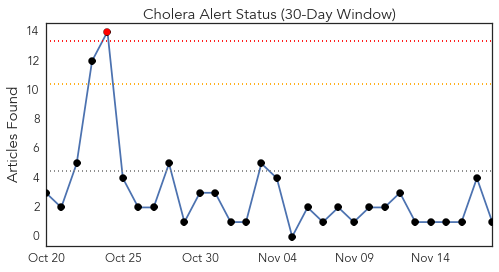 Cholera Alert Status (30-Day Window)
Articles Found
14
12
10
8
6
4
2
0
Oct 20
Oct 25
Oct 30
Nov 04
Nov 09
Nov 14